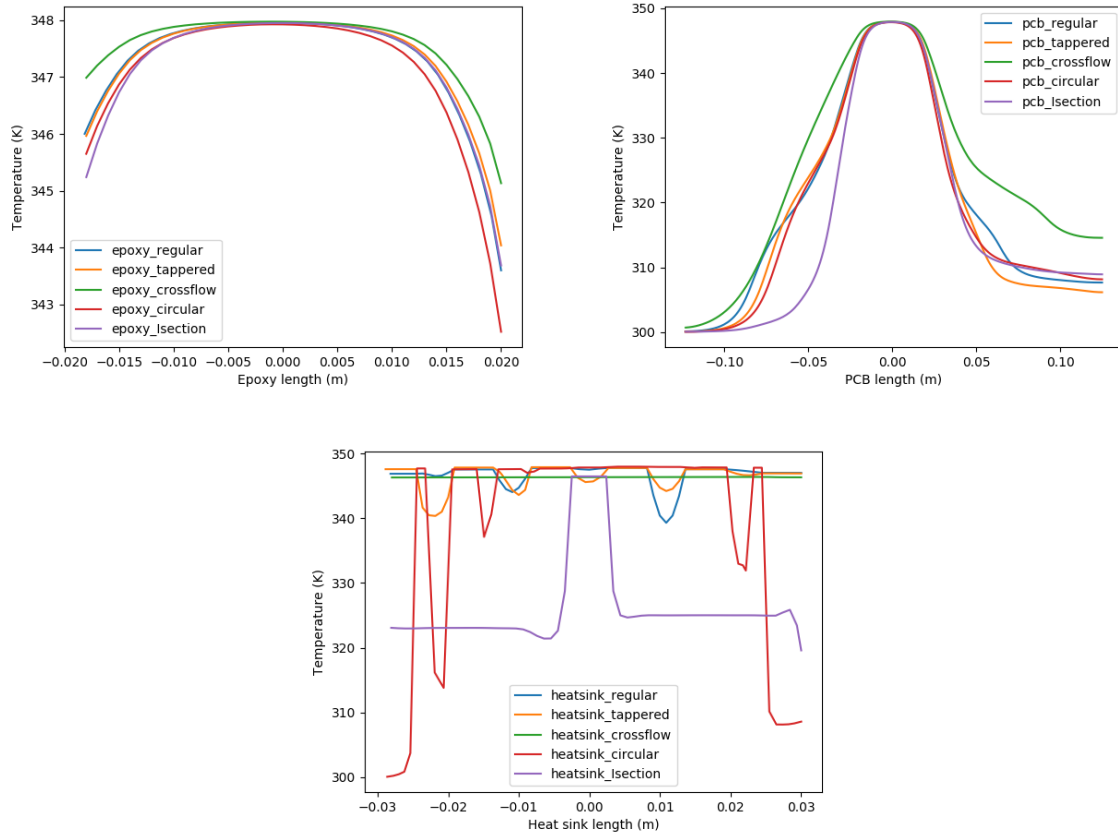 348
347
346
345
344
343
Temperature (K)
epoxy_regular
epoxy_tappered
epoxy_crossflow
epoxy_circular
epoxy_Isection
−0.020 −0.015 −0.010 −0.005 0.000 0.005 0.010 0.015 0.020
Epoxy length (m)
350
340
330
320
310
300
Temperature (K)
pcb_regular
pcb_tappered
pcb_crossflow
pcb_circular
pcb_Isection
−0.10 −0.05 0.00 0.05 0.10
PCB length (m)
350
340
330
320
310
300
Temperature (K)
heatsink_regular
heatsink_tappered
heatsink_crossflow
heatsink_circular
heatsink_Isection
−0.03 −0.02 −0.01 0.00 0.01 0.02 0.03
Heat sink length (m)